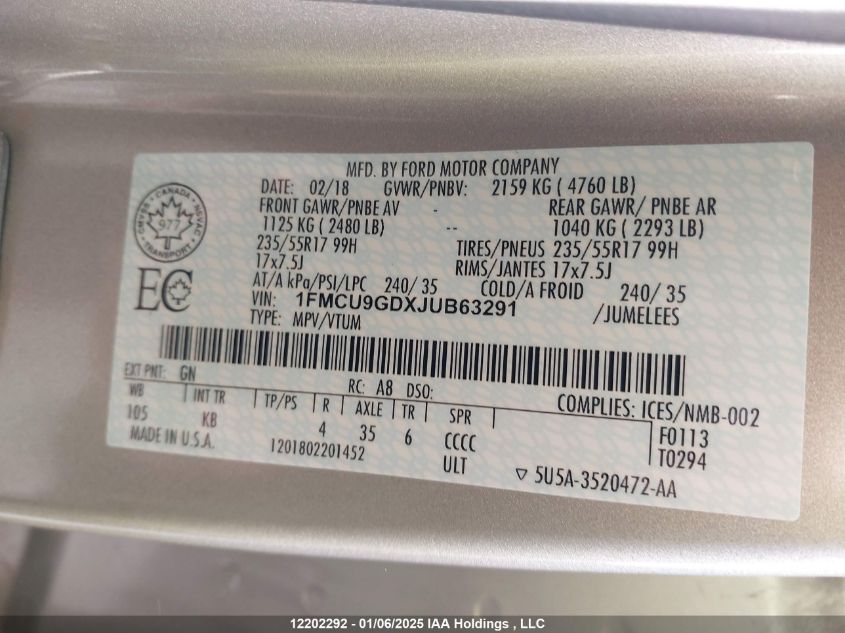 MFD. BY FORD MOTOR COMPANY
DATE: 02/18 GVWR/PNBV: 2159 KG ( 4760 LB)
FRONT GAWR/PNBE AV - REAR GAWR/ PNBE AR
1125 KG ( 2480 LB) -- 1040 KG ( 2293 LB)
235/55R17 99H TIRES/PNEUS 235/55R17 99H
17x7.5J RIMS/JANTES 17x7.5J
AT/A kPa/PSI/LPC 240/ 35 COLD/A FROID 240/ 35
VIN: 1FMCU9GDXJUB63291 /JUMELEES
TYPE: MPV/VTUM
CANADA
CMVSS NSVAC
977
TRANSPORT
EC
EXT PNT: GN RC: A8 DSO:
COMPLIES: ICES/NMB-002
WB INT TR TP/PS R AXLE TR SPR F0113
105 KB 4 35 6 CCCC T0294
MADE IN U.S.A. 1201802201452 ULT ▽ 5U5A-3520472-AA
12202292 - 01/06/2025 IAA Holdings , LLC